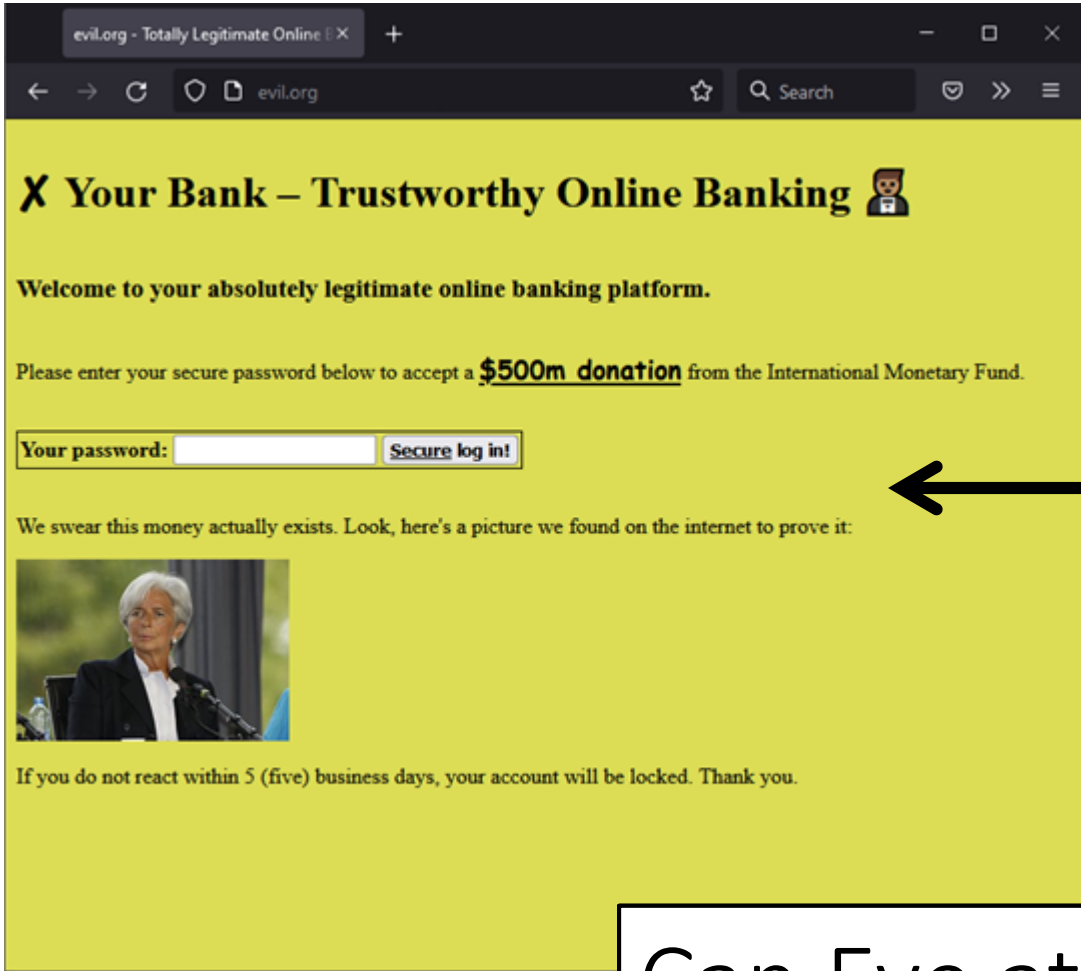 evil.org - Totally Legitimate Online
evil.org
Search
✗ Your Bank – Trustworthy Online Banking
Welcome to your absolutely legitimate online banking platform.
Please enter your secure password below to accept a $500m donation from the International Monetary Fund.
Your password: Secure log in!
We swear this money actually exists. Look, here's a picture we found on the internet to prove it:
If you do not react within 5 (five) business days, your account will be locked. Thank you.
Can Eve